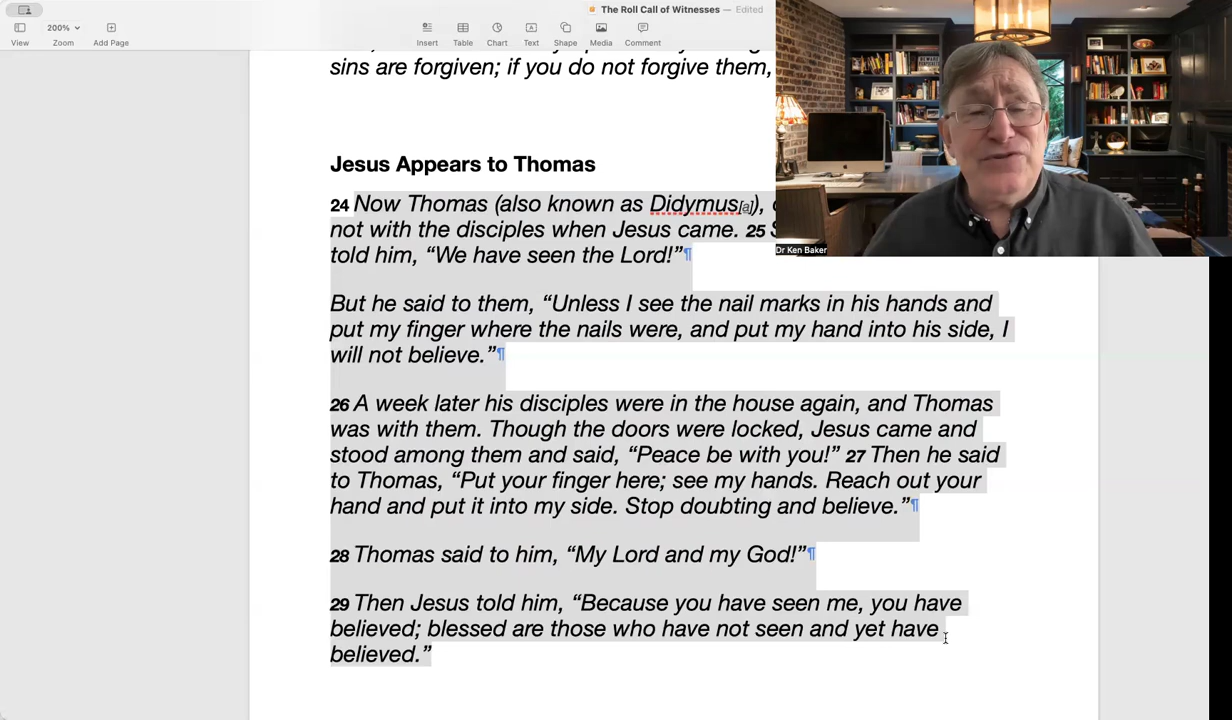 The Roll Call of Witnesses — Edited
200%
View
Zoom
Add Page
Insert
Table
Chart
Text
Shape
Media
Comment
sins are forgiven; if you do not forgive them,
Jesus Appears to Thomas
24 Now Thomas (also known as Didymus[a]),
not with the disciples when Jesus came. 25
told him, “We have seen the Lord!”¶
But he said to them, “Unless I see the nail marks in his hands and
put my finger where the nails were, and put my hand into his side, I
will not believe.”¶
26 A week later his disciples were in the house again, and Thomas
was with them. Though the doors were locked, Jesus came and
stood among them and said, “Peace be with you!” 27 Then he said
to Thomas, “Put your finger here; see my hands. Reach out your
hand and put it into my side. Stop doubting and believe.”¶
28 Thomas said to him, “My Lord and my God!”¶
29 Then Jesus told him, “Because you have seen me, you have
believed; blessed are those who have not seen and yet have
believed.”
Dr Ken Baker